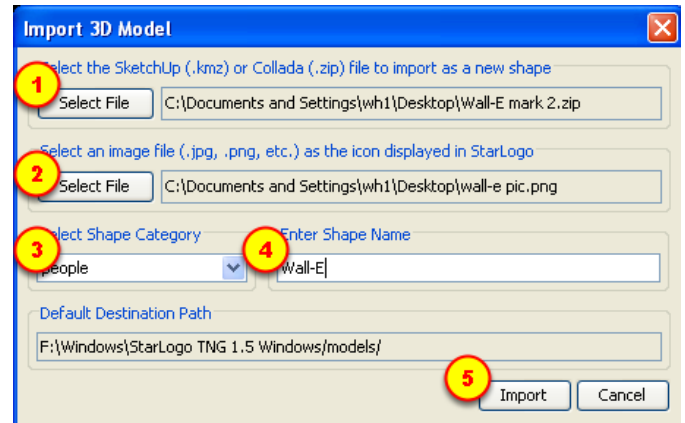 Import 3D Model
Select the SketchUp (.kmz) or Collada (.zip) file to import as a new shape
1
Select File C:\Documents and Settings\wh1\Desktop\Wall-E mark 2.zip
Select an image file (.jpg, .png, etc.) as the icon displayed in StarLogo
2
Select File C:\Documents and Settings\wh1\Desktop\wall-e pic.png
Select Shape Category Enter Shape Name
3 4
people Wall-E
Default Destination Path
F:\Windows\StarLogo TNG 1.5 Windows/models/
5
Import Cancel